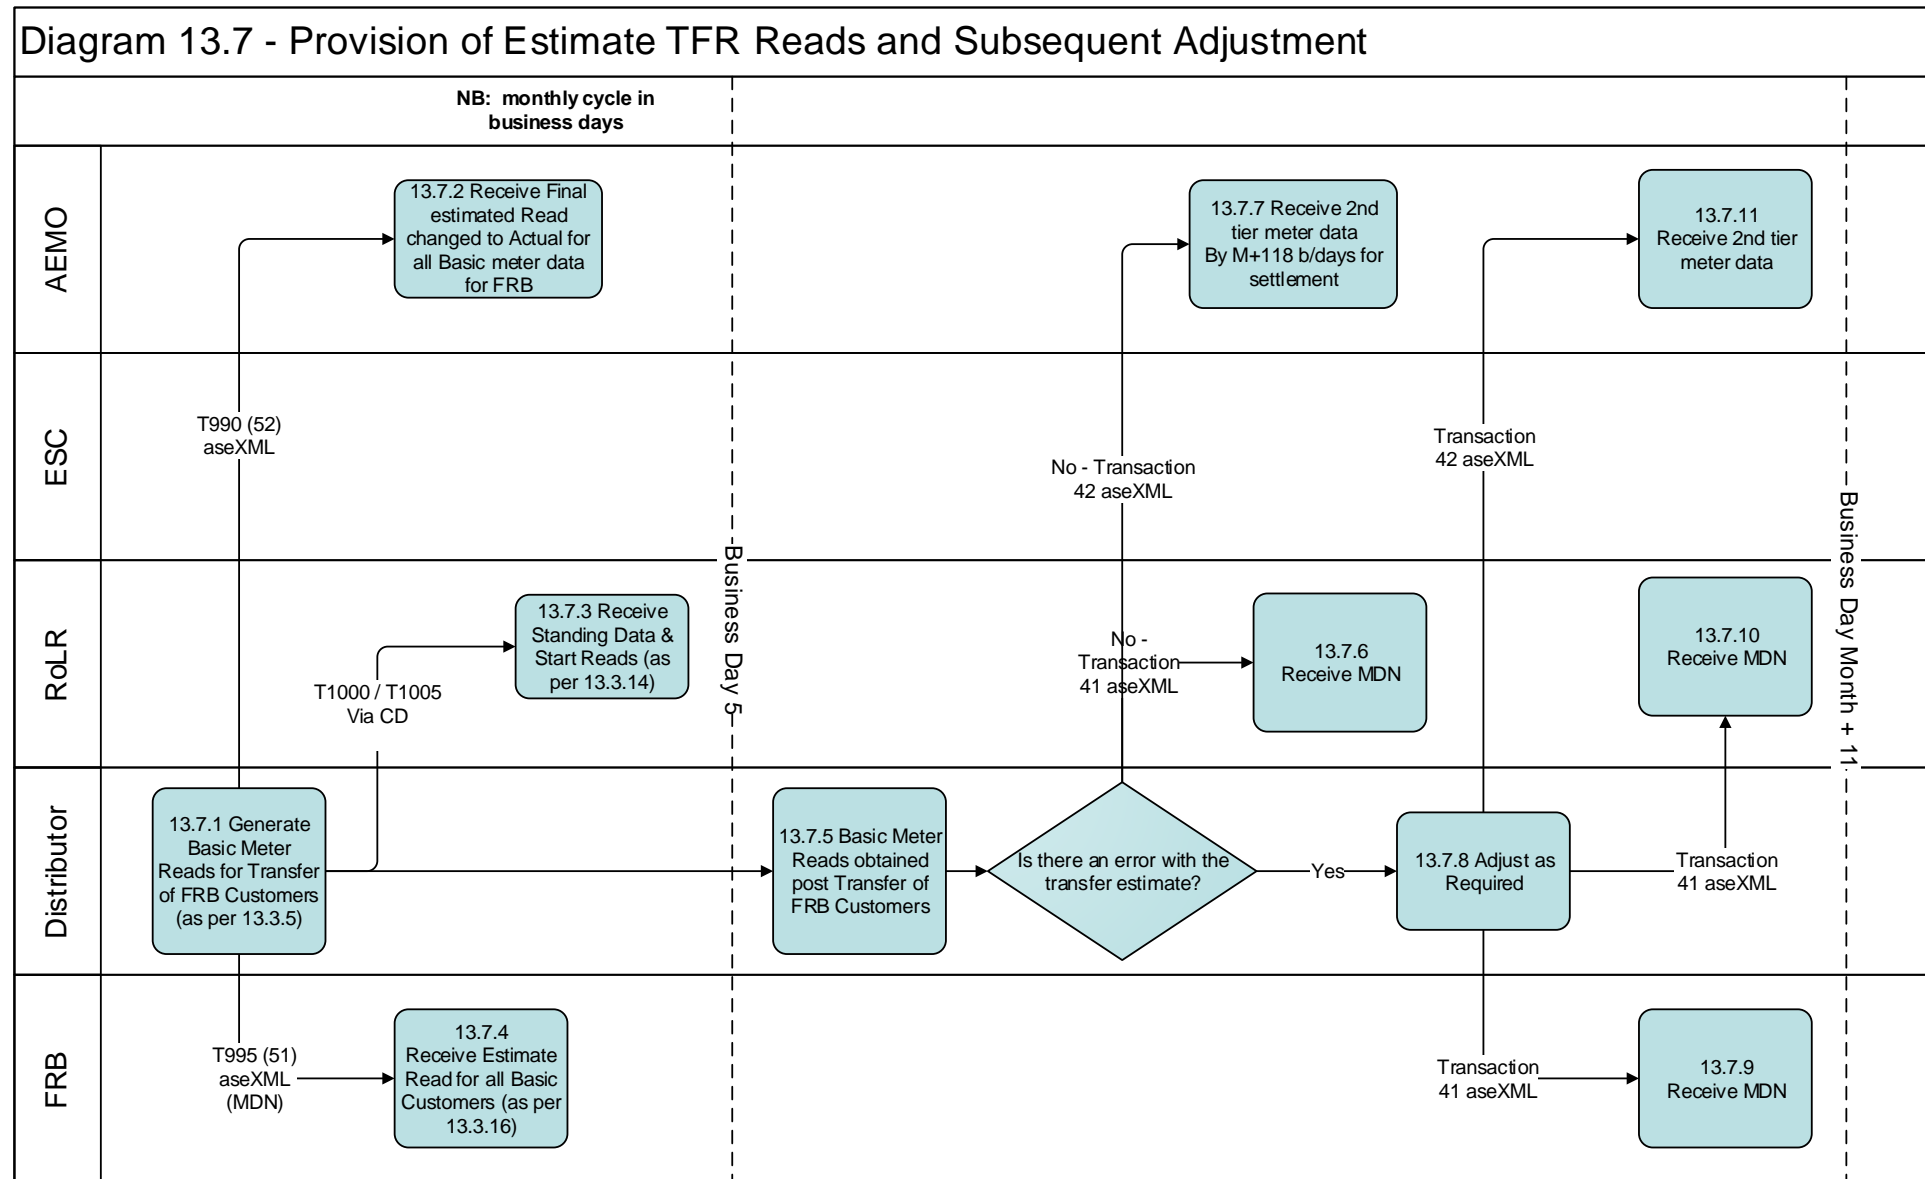 Diagram 13.7 - Provision of Estimate TFR Reads and Subsequent Adjustment
NB: monthly cycle in
business days
AEMO
13.7.2 Receive Final
estimated Read
changed to Actual for
all Basic meter data
for FRB
13.7.7 Receive 2nd
tier meter data
By M+118 b/days for
settlement
13.7.11
Receive 2nd tier
meter data
ESC
T990 (52)
aseXML
No - Transaction
42 aseXML
Transaction
42 aseXML
Business Day 5
Business Day Month + 11
RoLR
13.7.3 Receive
Standing Data &
Start Reads (as
per 13.3.14)
T1000 / T1005
Via CD
No -
Transaction
41 aseXML
13.7.6
Receive MDN
13.7.10
Receive MDN
Distributor
13.7.1 Generate
Basic Meter
Reads for Transfer
of FRB Customers
(as per 13.3.5)
13.7.5 Basic Meter
Reads obtained
post Transfer of
FRB Customers
Is there an error with the
transfer estimate?
Yes
13.7.8 Adjust as
Required
Transaction
41 aseXML
FRB
T995 (51)
aseXML
(MDN)
13.7.4
Receive Estimate
Read for all Basic
Customers (as per
13.3.16)
Transaction
41 aseXML
13.7.9
Receive MDN